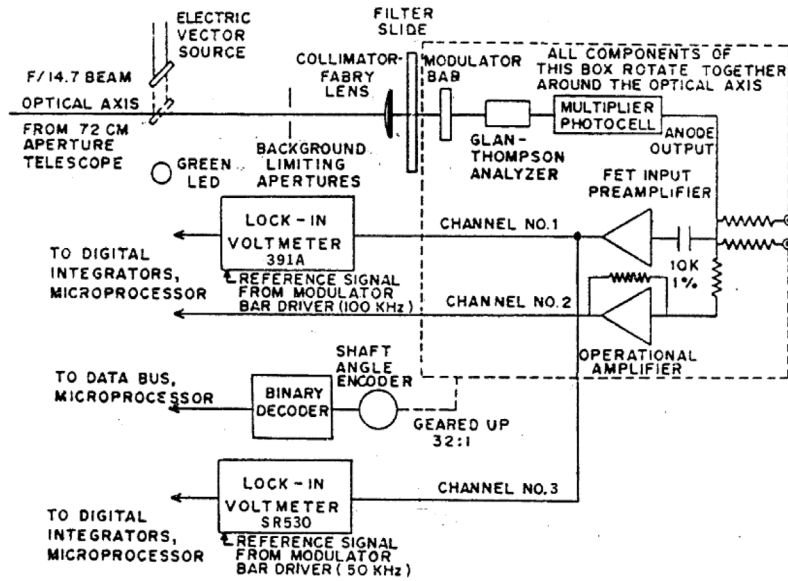 ELECTRIC
VECTOR
SOURCE
FILTER
SLIDE
F/14.7 BEAM
OPTICAL AXIS
FROM 72 CM
APERTURE
TELESCOPE
GREEN
LED
BACKGROUND
LIMITING
APERTURES
COLLIMATOR-
FABRY
LENS
MODULATOR
BAR
ALL COMPONENTS OF
THIS BOX ROTATE TOGETHER
AROUND THE OPTICAL AXIS
GLAN-
THOMPSON
ANALYZER
MULTIPLIER
PHOTOCELL
ANODE
OUTPUT
FET INPUT
PREAMPLIFIER
LOCK-IN
VOLTMETER
391A
CHANNEL NO.1
TO DIGITAL
INTEGRATORS,
MICROPROCESSOR
REFERENCE SIGNAL
FROM MODULATOR
BAR DRIVER (100 KHz)
CHANNEL NO.2
10K
1%
OPERATIONAL
AMPLIFIER
TO DATA BUS,
MICROPROCESSOR
BINARY
DECODER
SHAFT
ANGLE
ENCODER
GEARED UP
32:1
LOCK-IN
VOLTMETER
SR530
CHANNEL NO.3
TO DIGITAL
INTEGRATORS,
MICROPROCESSOR
REFERENCE SIGNAL
FROM MODULATOR
BAR DRIVER (50 KHz)